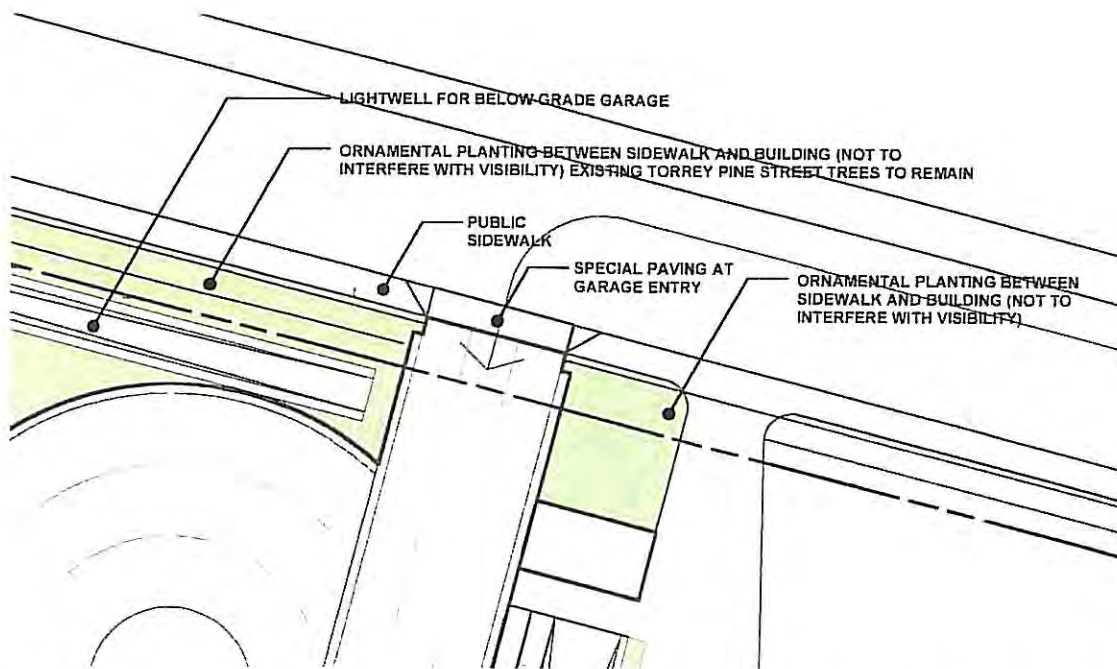 LIGHTWELL FOR BELOW GRADE GARAGE
ORNAMENTAL PLANTING BETWEEN SIDEWALK AND BUILDING (NOT TO
INTERFERE WITH VISIBILITY) EXISTING TORREY PINE STREET TREES TO REMAIN
PUBLIC
SIDEWALK
SPECIAL PAVING AT
GARAGE ENTRY
ORNAMENTAL PLANTING BETWEEN
SIDEWALK AND BUILDING (NOT TO
INTERFERE WITH VISIBILITY)